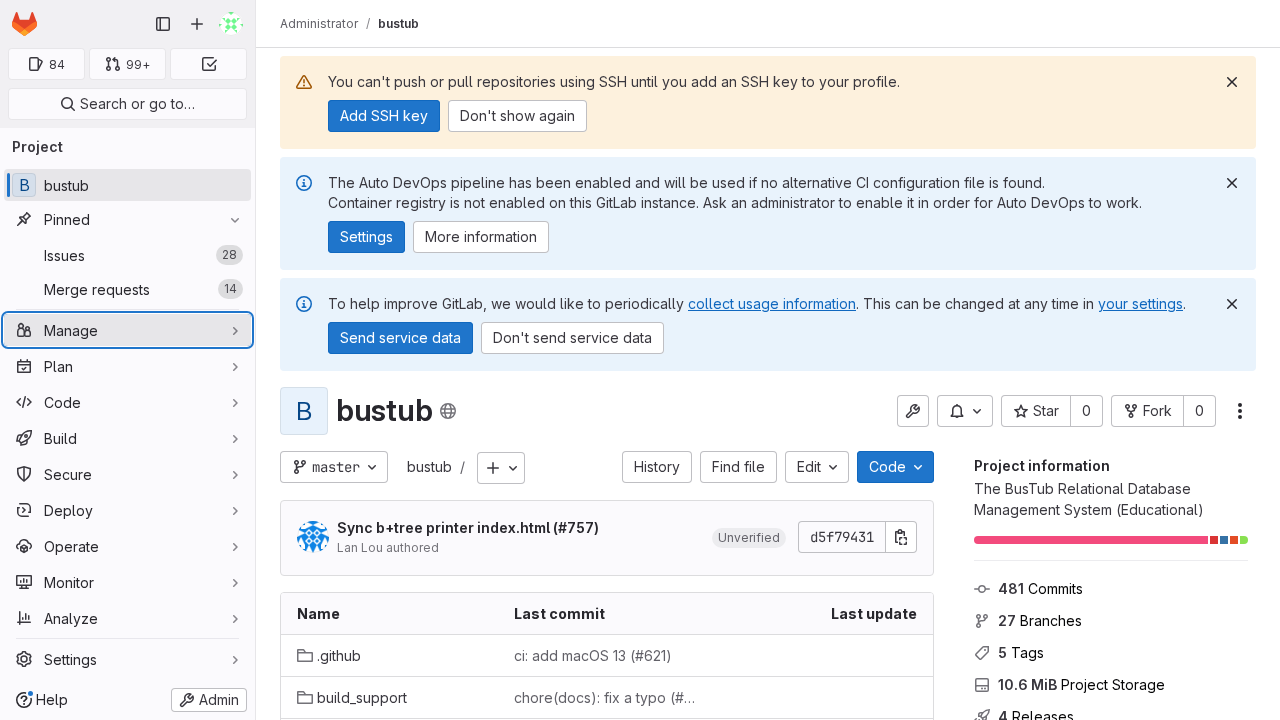 Administrator / bustub
84
99+
Search or go to…
Project
B bustub
Pinned
Issues 28
Merge requests 14
Manage
Plan
Code
Build
Secure
Deploy
Operate
Monitor
Analyze
Settings
Help
Admin
You can't push or pull repositories using SSH until you add an SSH key to your profile.
Add SSH key
Don't show again
The Auto DevOps pipeline has been enabled and will be used if no alternative CI configuration file is found.
Container registry is not enabled on this GitLab instance. Ask an administrator to enable it in order for Auto DevOps to work.
Settings
More information
To help improve GitLab, we would like to periodically collect usage information. This can be changed at any time in your settings.
Send service data
Don't send service data
B bustub
Star 0
Fork 0
master
bustub /
History
Find file
Edit
Code
Sync b+tree printer index.html (#757)
Lan Lou authored
Unverified
d5f79431
Name Last commit Last update
.github ci: add macOS 13 (#621)
build_support chore(docs): fix a typo (#…
Project information
The BusTub Relational Database
Management System (Educational)
481 Commits
27 Branches
5 Tags
10.6 MiB Project Storage
4 Releases